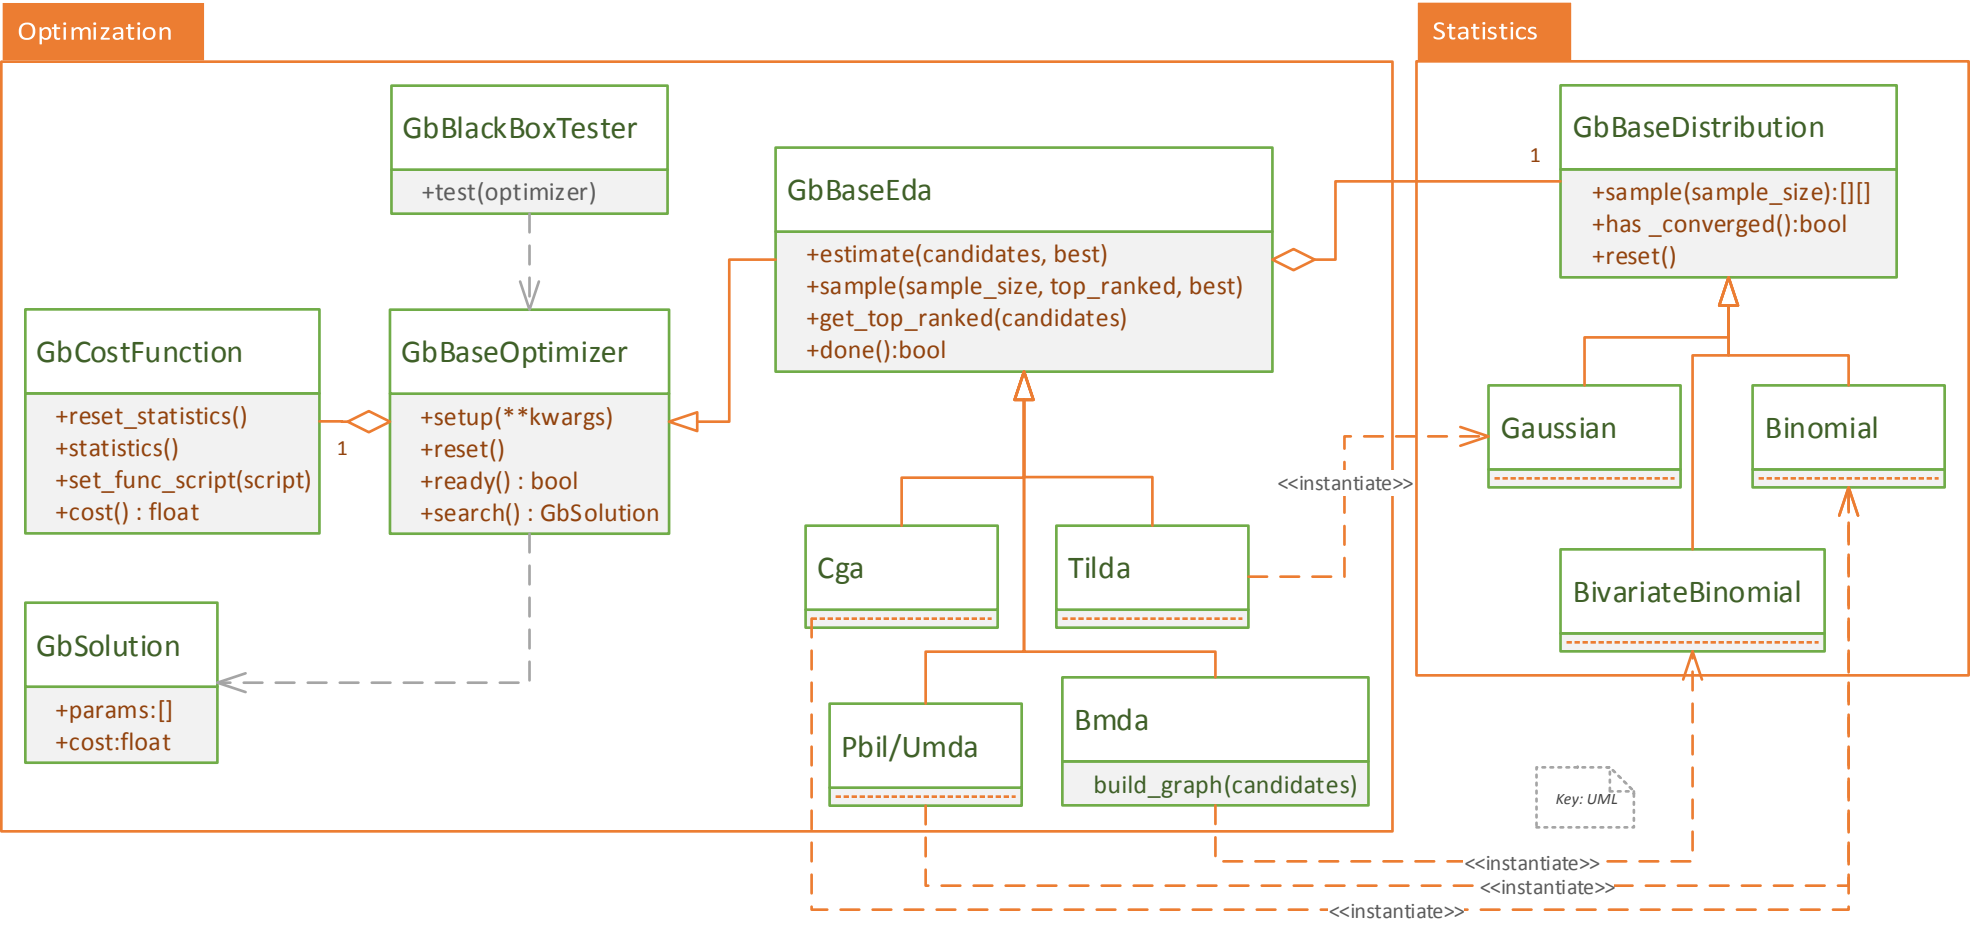 Optimization
Statistics
GbBlackBoxTester
+test(optimizer)
GbBaseEda
+estimate(candidates, best)
+sample(sample_size, top_ranked, best)
+get_top_ranked(candidates)
+done():bool
1
GbBaseDistribution
+sample(sample_size):[][]
+has _converged():bool
+reset()
GbCostFunction
+reset_statistics()
+statistics()
+set_func_script(script)
+cost() : float
1
GbBaseOptimizer
+setup(**kwargs)
+reset()
+ready() : bool
+search() : GbSolution
Gaussian
Binomial
<<instantiate>>
Cga
Tilda
BivariateBinomial
GbSolution
+params:[]
+cost:float
Pbil/Umda
Bmda
build_graph(candidates)
Key: UML
<<instantiate>>
<<instantiate>>
<<instantiate>>